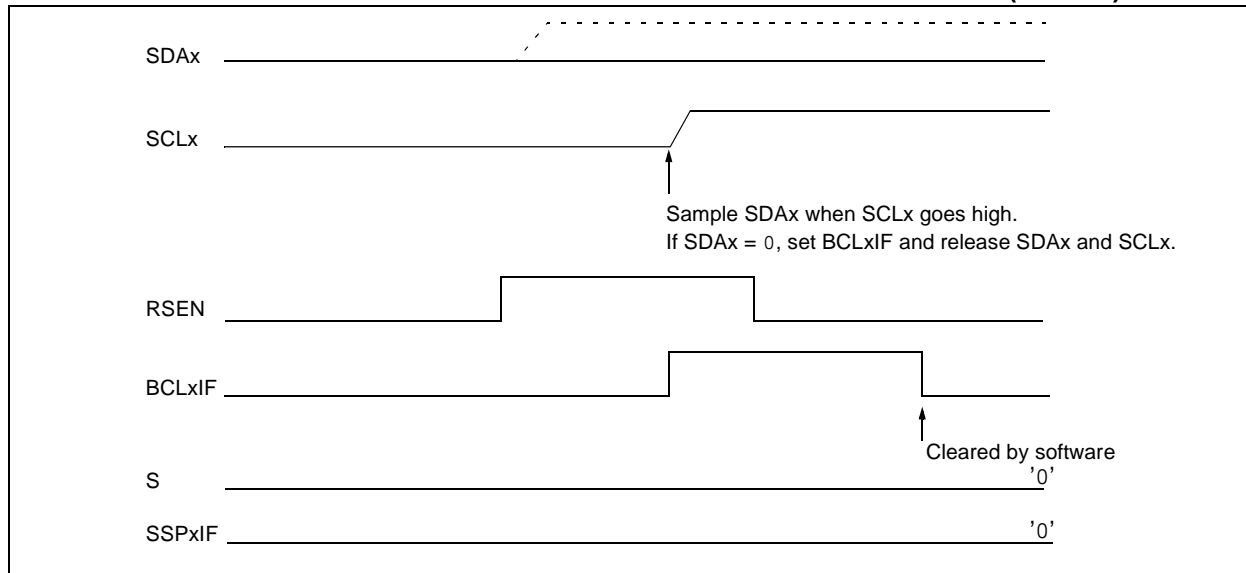 SDAx
SCLx
Sample SDAx when SCLx goes high.
If SDAx = 0, set BCLxIF and release SDAx and SCLx.
RSEN
BCLxIF
Cleared by software
S
'0'
SSPxIF
'0'